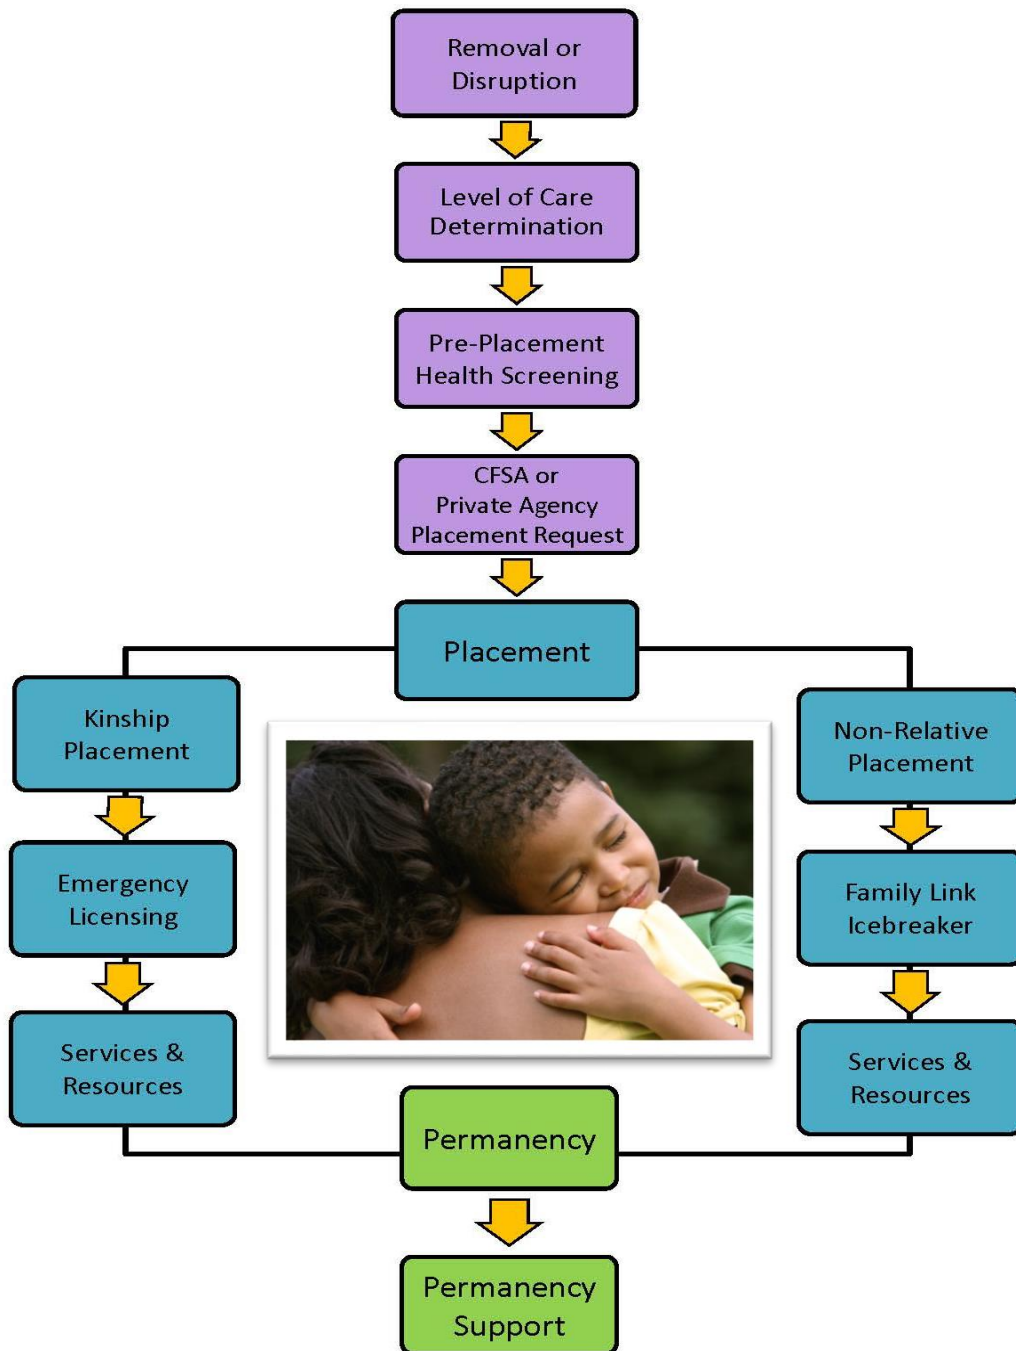 Removal or
Disruption
Level of Care
Determination
Pre-Placement
Health Screening
CFSA or
Private Agency
Placement Request
Placement
Kinship
Placement
Emergency
Licensing
Services &
Resources
Non-Relative
Placement
Family Link
Icebreaker
Services &
Resources
Permanency
Permanency
Support